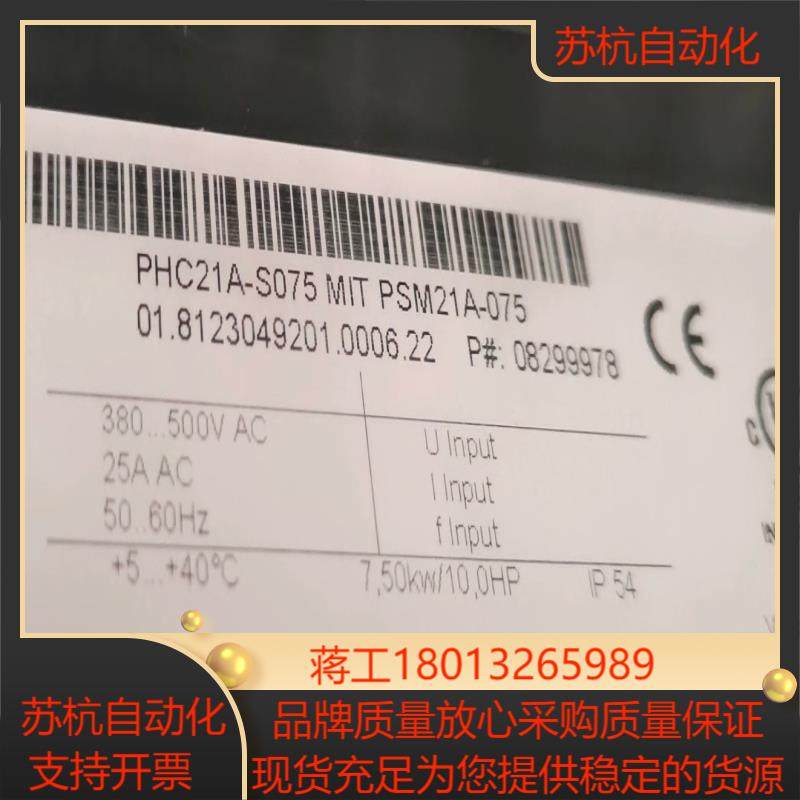 苏杭自动化
PHC21A-S075 MIT PSM21A-075
01.8123049201.0006.22 P#: 08299978
CE
380...500V AC U Input
25A AC I Input
50..60Hz f Input
+5...+40°C 7,50kw/10,0HP IP 54
蒋工18013265989
苏杭自动化
支持开票
品牌质量放心采购质量保证
现货充足为您提供稳定的货源